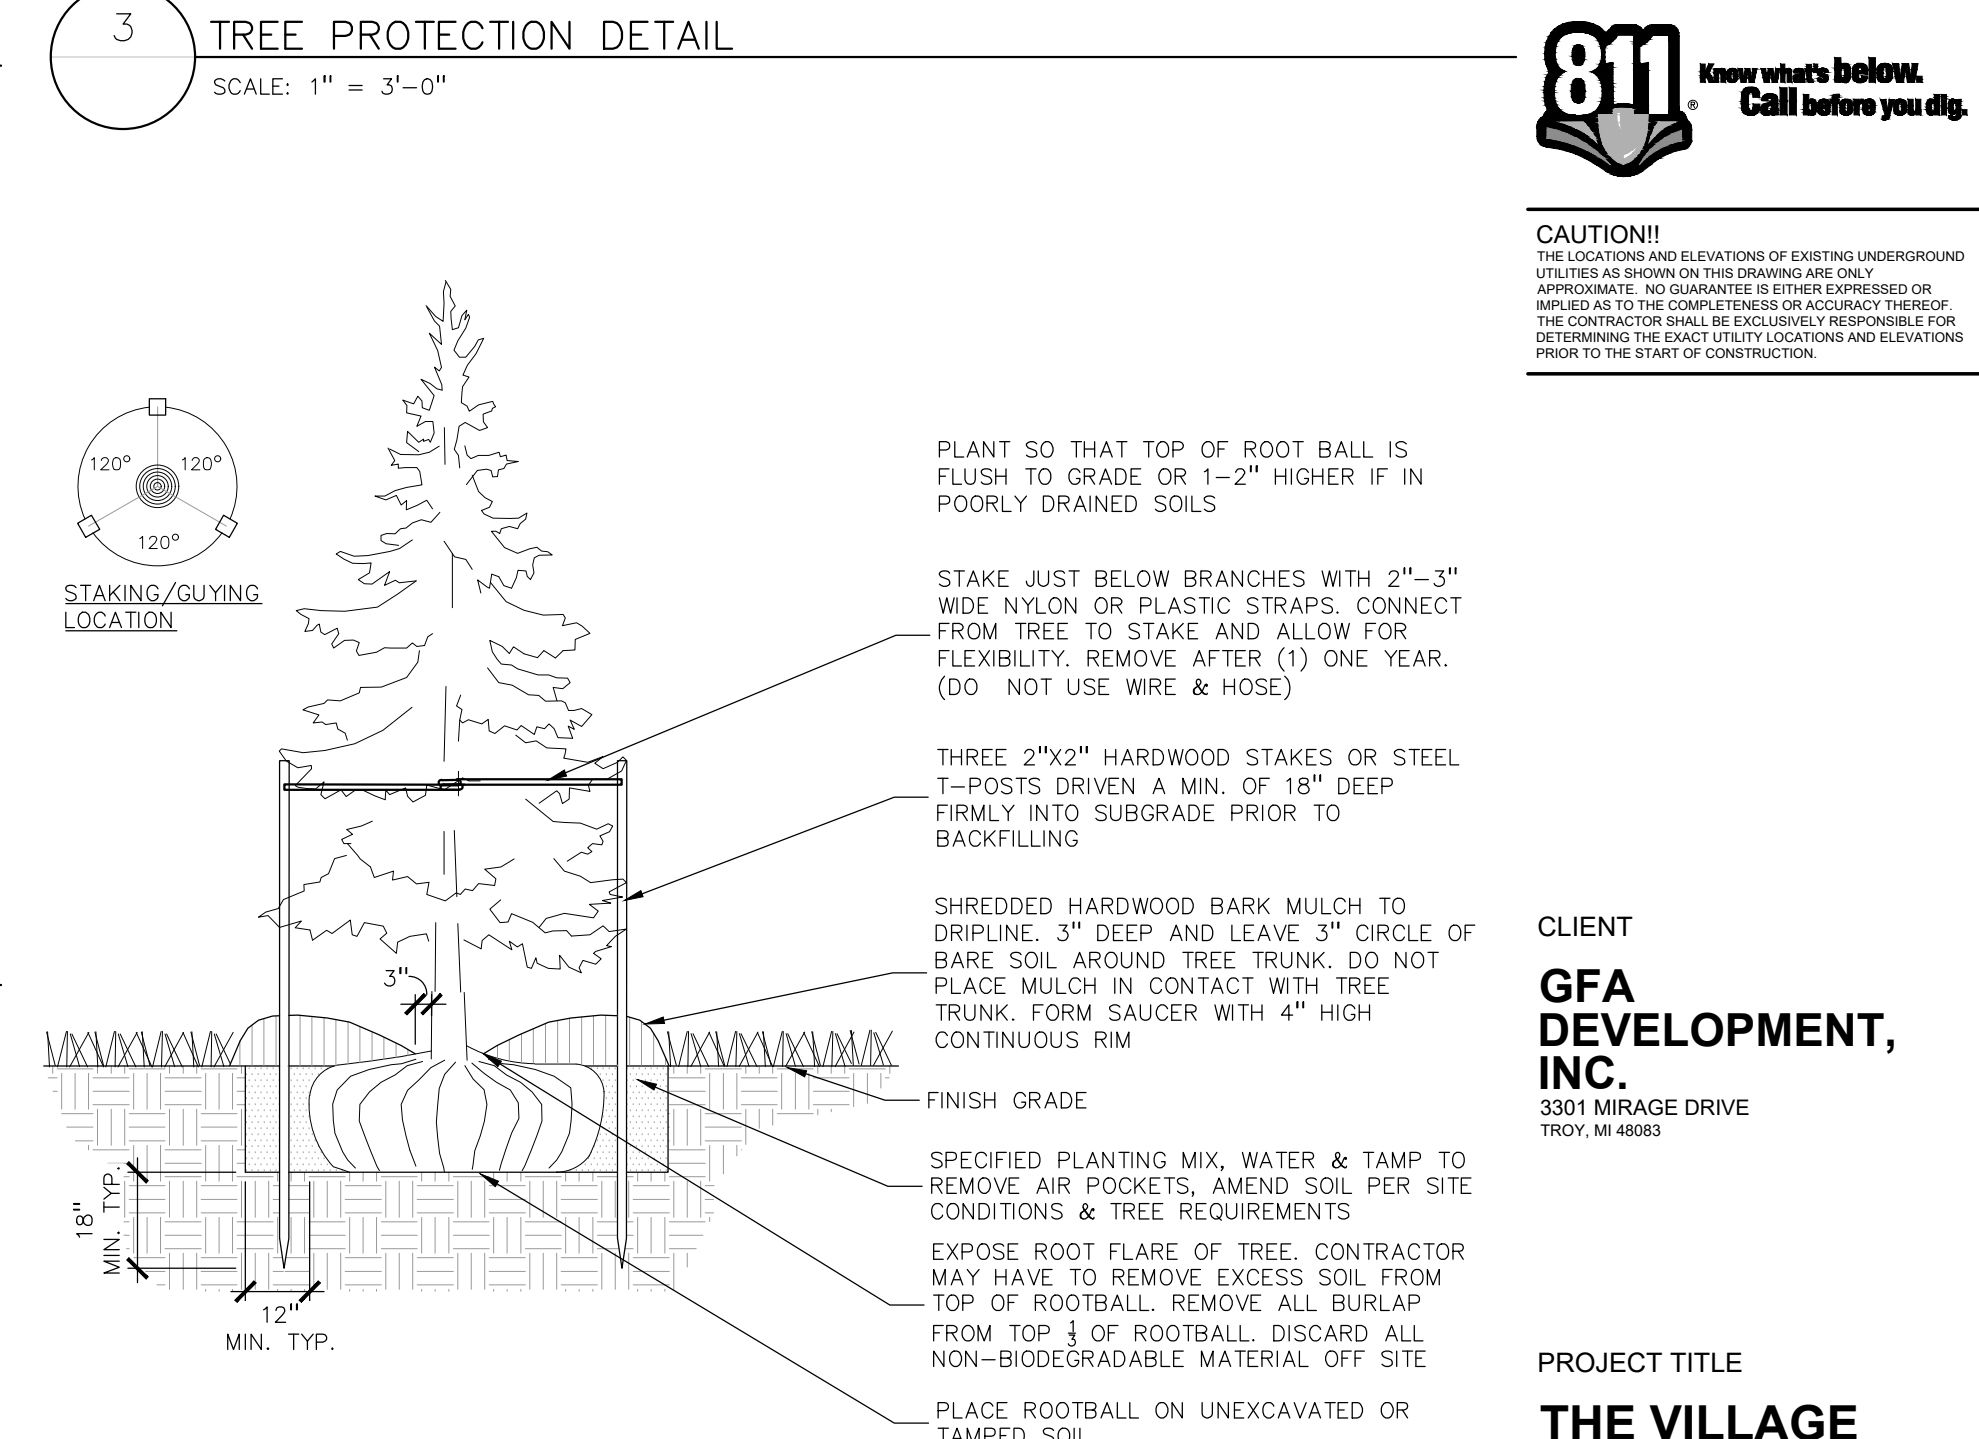 3
TREE PROTECTION DETAIL
SCALE: 1" = 3'-0"
811
®
Know what's below.
Call before you dig.
CAUTION!!
THE LOCATIONS AND ELEVATIONS OF EXISTING UNDERGROUND
UTILITIES AS SHOWN ON THIS DRAWING ARE ONLY
APPROXIMATE. NO GUARANTEE IS EITHER EXPRESSED OR
IMPLIED AS TO THE COMPLETENESS OR ACCURACY THEREOF.
THE CONTRACTOR SHALL BE EXCLUSIVELY RESPONSIBLE FOR
DETERMINING THE EXACT UTILITY LOCATIONS AND ELEVATIONS
PRIOR TO THE START OF CONSTRUCTION.
120° 120°
120°
STAKING/GUYING
LOCATION
PLANT SO THAT TOP OF ROOT BALL IS
FLUSH TO GRADE OR 1-2" HIGHER IF IN
POORLY DRAINED SOILS
STAKE JUST BELOW BRANCHES WITH 2"-3"
WIDE NYLON OR PLASTIC STRAPS. CONNECT
FROM TREE TO STAKE AND ALLOW FOR
FLEXIBILITY. REMOVE AFTER (1) ONE YEAR.
(DO NOT USE WIRE & HOSE)
THREE 2"X2" HARDWOOD STAKES OR STEEL
T-POSTS DRIVEN A MIN. OF 18" DEEP
FIRMLY INTO SUBGRADE PRIOR TO
BACKFILLING
SHREDDED HARDWOOD BARK MULCH TO
DRIPLINE. 3" DEEP AND LEAVE 3" CIRCLE OF
BARE SOIL AROUND TREE TRUNK. DO NOT
PLACE MULCH IN CONTACT WITH TREE
TRUNK. FORM SAUCER WITH 4" HIGH
CONTINUOUS RIM
3"
FINISH GRADE
SPECIFIED PLANTING MIX, WATER & TAMP TO
REMOVE AIR POCKETS, AMEND SOIL PER SITE
CONDITIONS & TREE REQUIREMENTS
EXPOSE ROOT FLARE OF TREE. CONTRACTOR
MAY HAVE TO REMOVE EXCESS SOIL FROM
TOP OF ROOTBALL. REMOVE ALL BURLAP
FROM TOP 1/3 OF ROOTBALL. DISCARD ALL
NON-BIODEGRADABLE MATERIAL OFF SITE
PLACE ROOTBALL ON UNEXCAVATED OR
TAMPED SOIL
18"
MIN. TYP.
12"
MIN. TYP.
CLIENT
GFA
DEVELOPMENT,
INC.
3301 MIRAGE DRIVE
TROY, MI 48083
PROJECT TITLE
THE VILLAGE